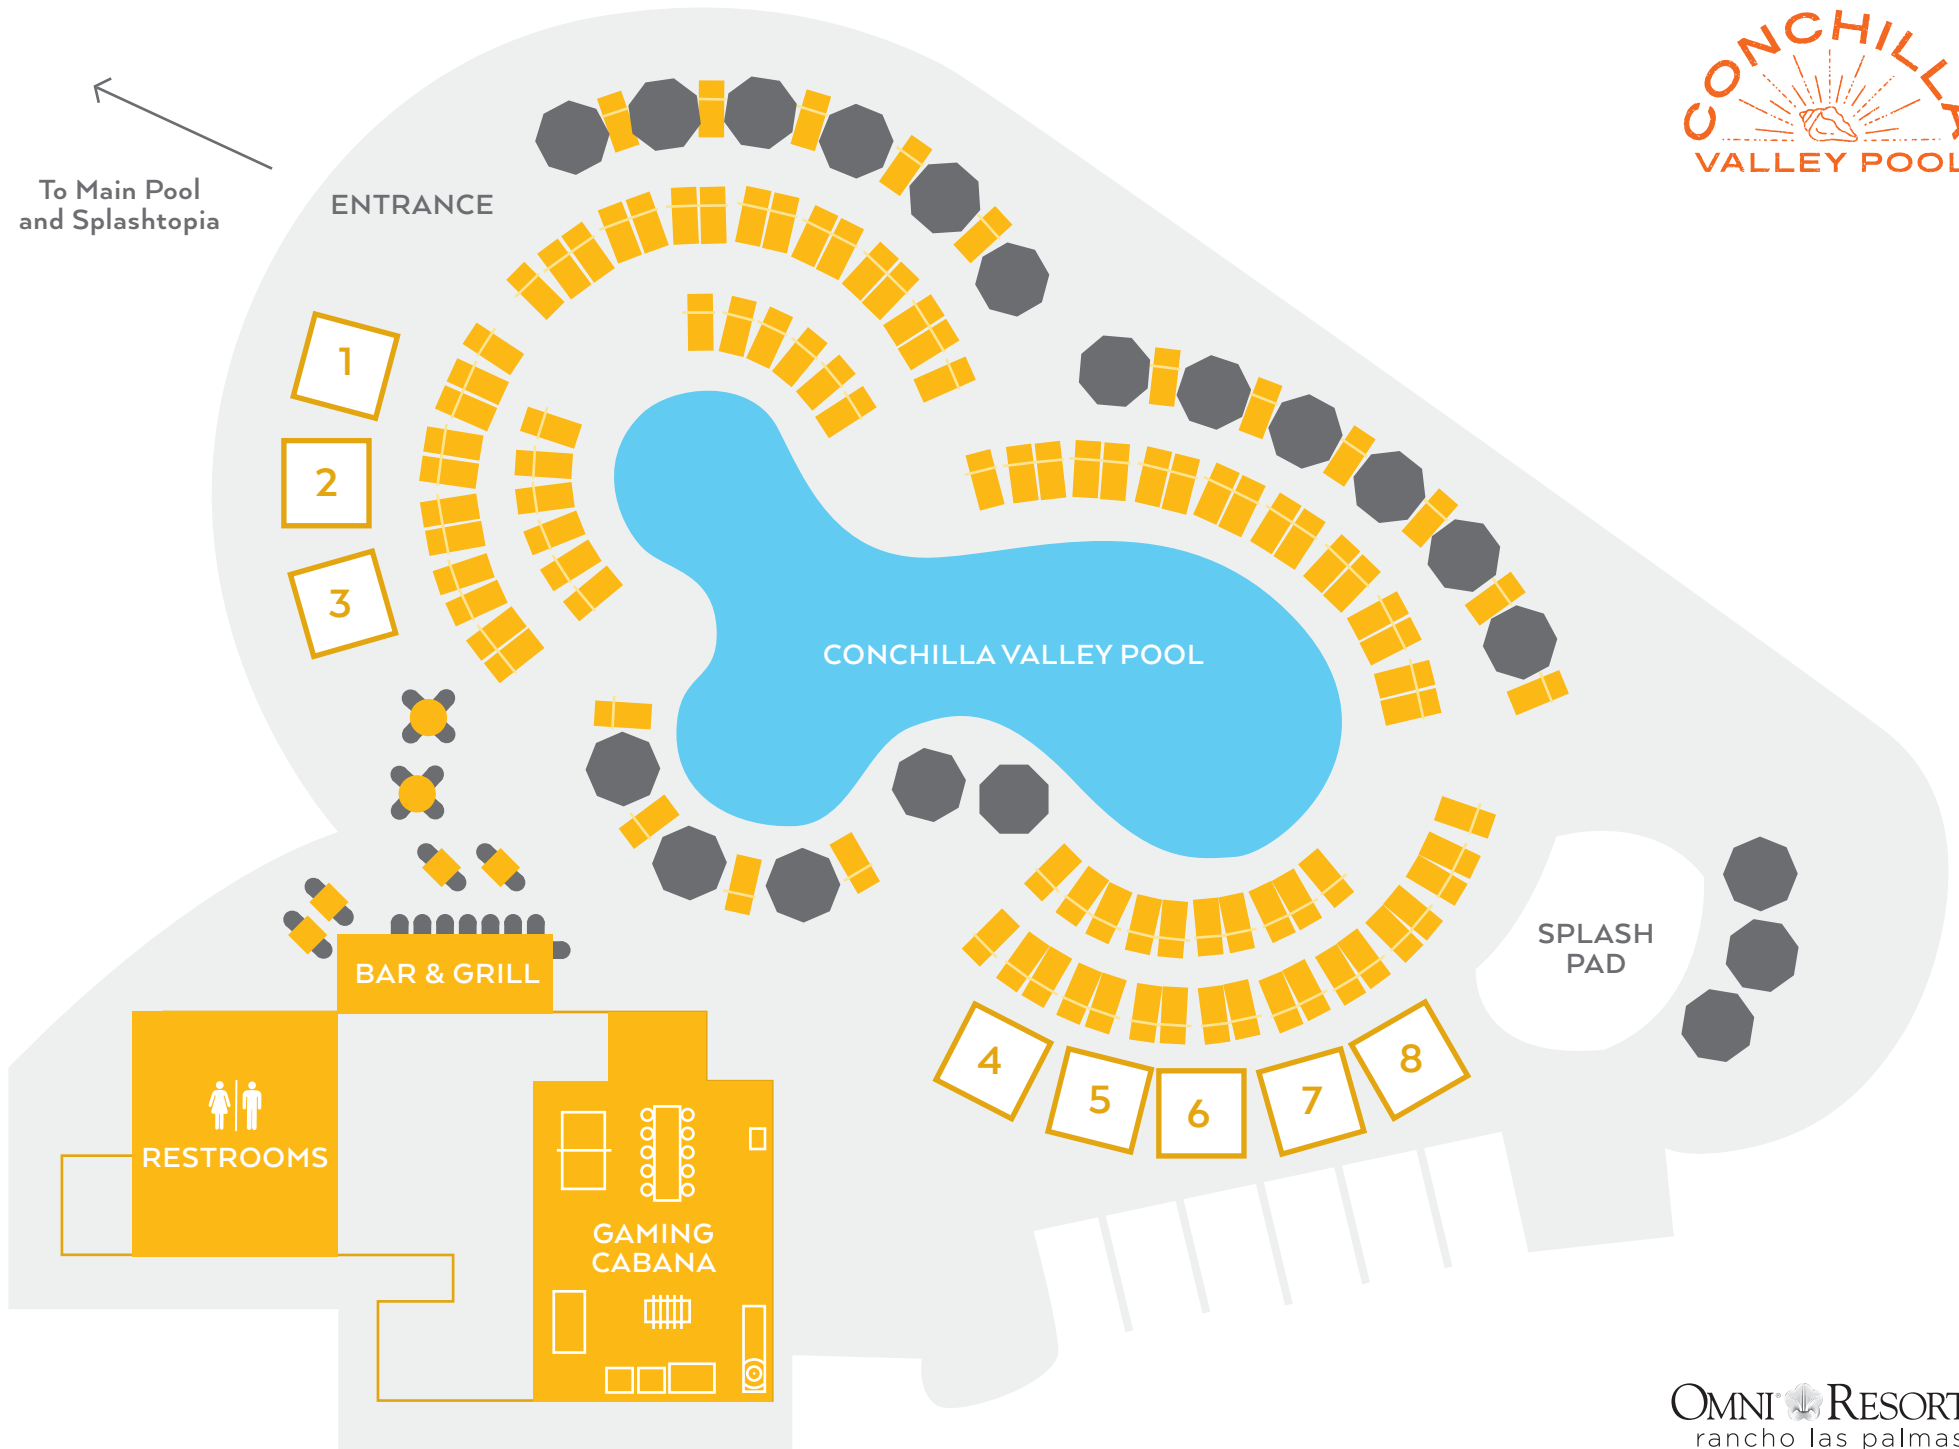 CONCHILLA
VALLEY POOL
To Main Pool
and Splashtopia
ENTRANCE
1
2
3
CONCHILLA VALLEY POOL
SPLASH
PAD
BAR & GRILL
4
5
6
7
8
RESTROOMS
GAMING
CABANA
OMNI RESORT
rancho las palmas